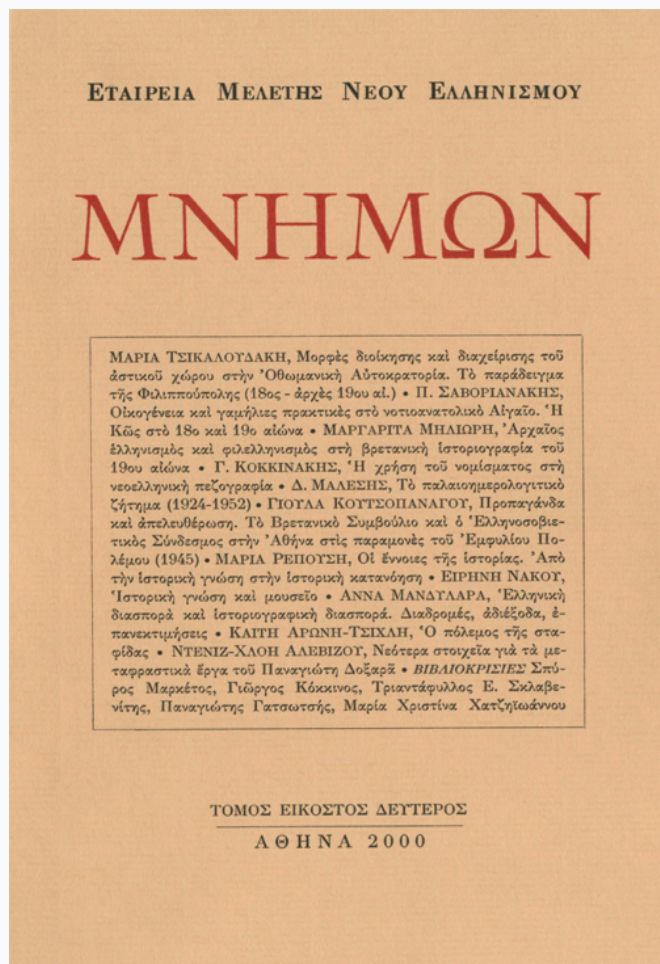 ΕΤΑΙΡΕΙΑ ΜΕΛΕΤΗΣ ΝΕΟΥ ΕΛΛΗΝΙΣΜΟΥ
ΜΝΗΜΩΝ
ΜΑΡΙΑ ΤΣΙΚΑΛΟΥΔΑΚΗ, Μορφὲς διοίκησης καὶ διαχείρισης τοῦ
ἀστικοῦ χώρου στὴν Ὀθωμανικὴ Αὐτοκρατορία. Τὸ παράδειγμα
τῆς Φιλιππούπολης (18ος - ἀρχὲς 19ου αἰ.) • Π. ΣΑΒΟΡΙΑΝΑΚΗΣ,
Οἰκογένεια καὶ γαμήλιες πρακτικὲς στὸ νοτιοανατολικὸ Αἰγαῖο. Ἡ
Κῶς στὸ 18ο καὶ 19ο αἰώνα • ΜΑΡΓΑΡΙΤΑ ΜΗΛΙΩΡΗ, Ἀρχαῖος
ἑλληνισμὸς καὶ φιλελληνισμὸς στὴ βρετανικὴ ἱστοριογραφία τοῦ
19ου αἰώνα • Γ. ΚΟΚΚΙΝΑΚΗΣ, Ἡ χρήση τοῦ νομίσματος στὴ
νεοελληνικὴ πεζογραφία • Δ. ΜΑΛΕΣΗΣ, Τὸ παλαιοημερολογιτικὸ
ζήτημα (1924-1952) • ΓΙΟΥΛΑ ΚΟΥΤΣΟΠΑΝΑΓΟΥ, Προπαγάνδα
καὶ ἀπελευθέρωση. Τὸ Βρετανικὸ Συμβούλιο καὶ ὁ Ἑλληνοσοβιε-
τικὸς Σύνδεσμος στὴν Ἀθήνα στὶς παραμονὲς τοῦ Ἐμφυλίου Πο-
λέμου (1945) • ΜΑΡΙΑ ΡΕΠΟΥΣΗ, Οἱ ἔννοιες τῆς ἱστορίας. Ἀπὸ
τὴν ἱστορικὴ γνώση στὴν ἱστορικὴ κατανόηση • ΕΙΡΗΝΗ ΝΑΚΟΥ,
Ἱστορικὴ γνώση καὶ μουσεῖο • ΑΝΝΑ ΜΑΝΔΥΛΑΡΑ, Ἑλληνικὴ
διασπορὰ καὶ ἱστοριογραφικὴ διασπορά. Διαδρομές, ἀδιέξοδα, ἐ-
πανεκτιμήσεις • ΚΑΙΤΗ ΑΡΩΝΗ-ΤΣΙΧΛΗ, Ὁ πόλεμος τῆς στα-
φίδας • ΝΤΕΝΙΖ-ΧΛΟΗ ΑΛΕΒΙΖΟΥ, Νεότερα στοιχεῖα γιὰ τὰ με-
ταφραστικὰ ἔργα τοῦ Παναγιώτη Δοξαρᾶ • ΒΙΒΛΙΟΚΡΙΣΙΕΣ Σπύ-
ρος Μαρκέτος, Γιῶργος Κόκκινος, Τριαντάφυλλος Ε. Σκλαβε-
νίτης, Παναγιώτης Γατσωτής, Μαρία Χριστίνα Χατζηϊωάννου
ΤΟΜΟΣ ΕΙΚΟΣΤΟΣ ΔΕΥΤΕΡΟΣ
ΑΘΗΝΑ 2000